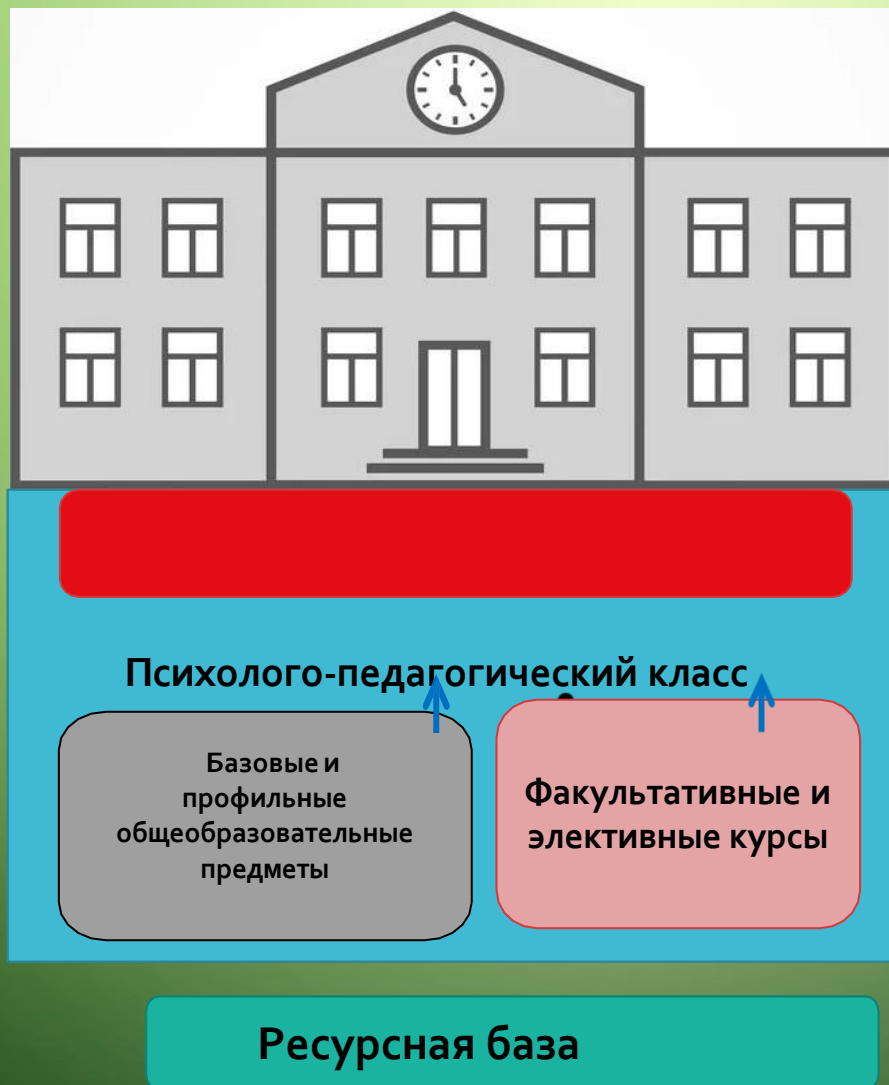 Психолого-педагогический класс
Базовые и
профильные
общеобразовательные
предметы
Факультативные и
элективные курсы
Ресурсная база